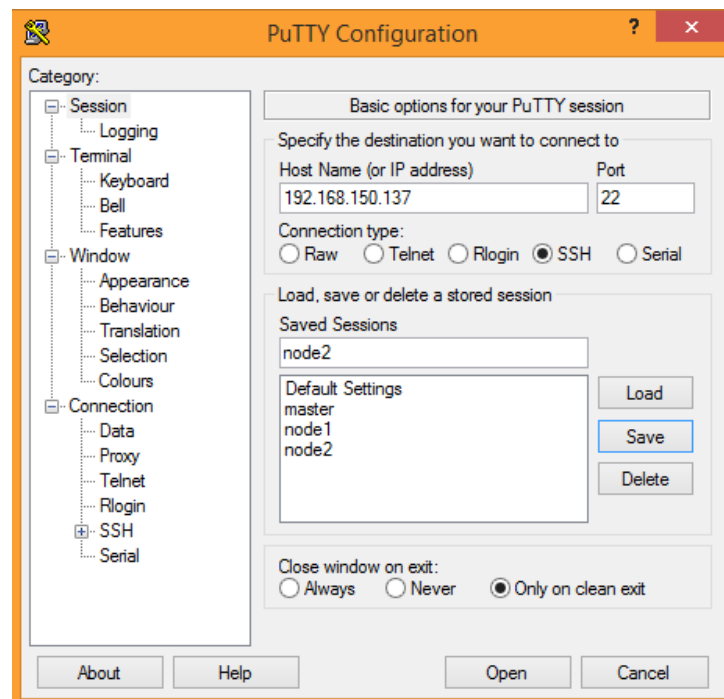 PuTTY Configuration
?
×
Category:
Session
Logging
Terminal
Keyboard
Bell
Features
Window
Appearance
Behaviour
Translation
Selection
Colours
Connection
Data
Proxy
Telnet
Rlogin
SSH
Serial
Basic options for your PuTTY session
Specify the destination you want to connect to
Host Name (or IP address) Port
192.168.150.137 22
Connection type:
Raw Telnet Rlogin SSH Serial
Load, save or delete a stored session
Saved Sessions
node2
Default Settings
master
node1
node2
Load
Save
Delete
Close window on exit:
Always Never Only on clean exit
About Help Open Cancel